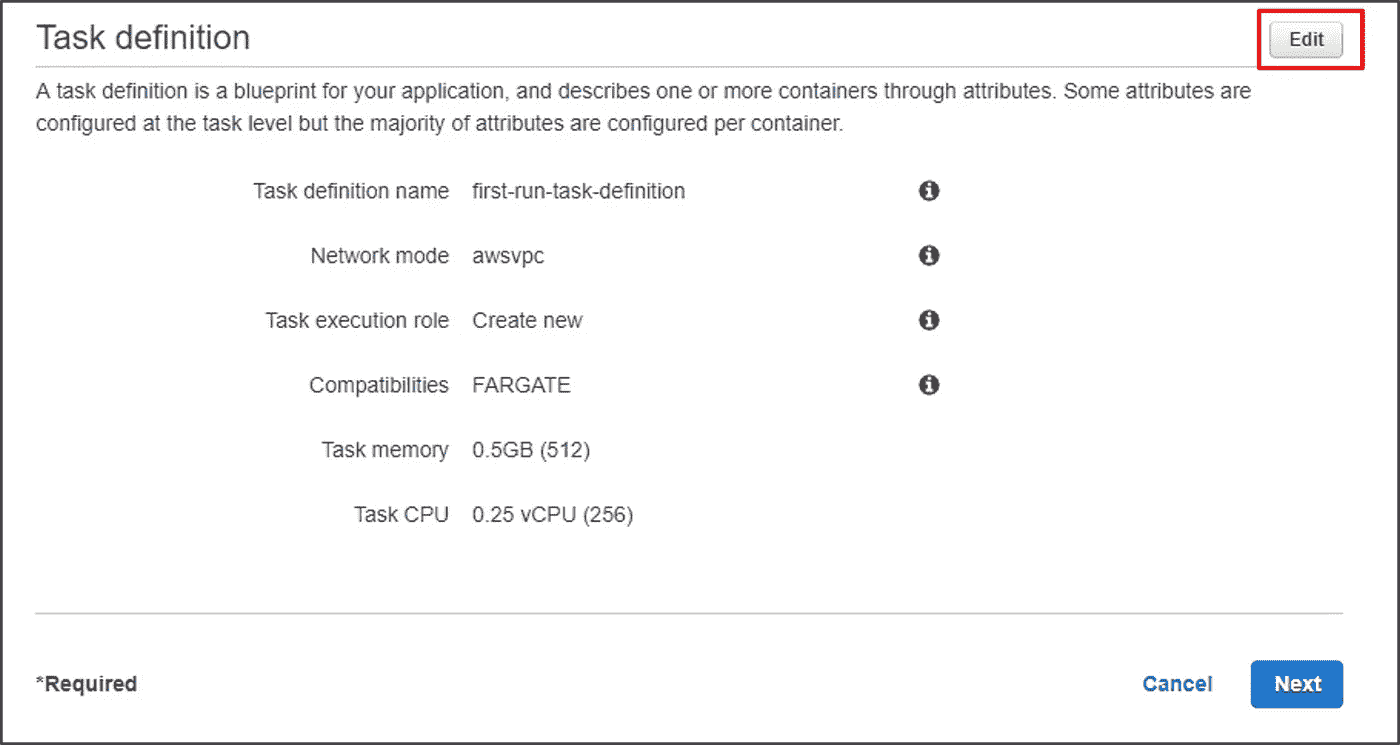 Task definition
Edit
A task definition is a blueprint for your application, and describes one or more containers through attributes. Some attributes are
configured at the task level but the majority of attributes are configured per container.
Task definition name first-run-task-definition
Network mode awsvpc
Task execution role Create new
Compatibilities FARGATE
Task memory 0.5GB (512)
Task CPU 0.25 vCPU (256)
*Required
Cancel
Next